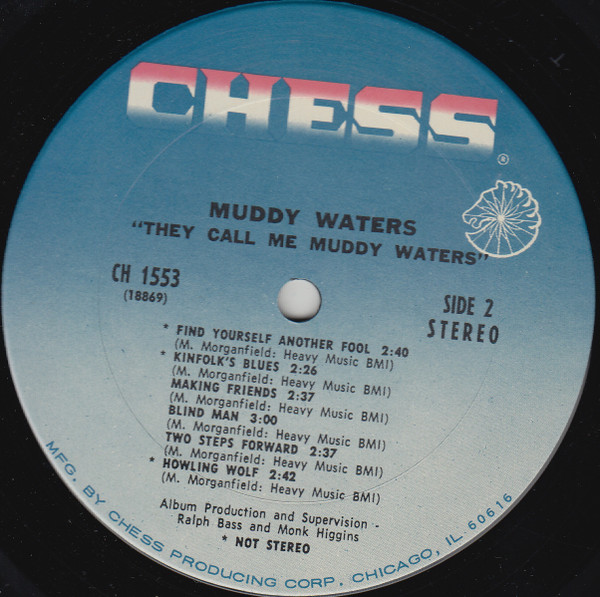 CHESS®
MUDDY WATERS
"THEY CALL ME MUDDY WATERS"
CH 1553
(18869)
SIDE 2
STEREO
* FIND YOURSELF ANOTHER FOOL 2:40
(M. Morganfield: Heavy Music BMI)
* KINFOLK'S BLUES 2:26
(M. Morganfield: Heavy Music BMI)
MAKING FRIENDS 2:37
(M. Morganfield: Heavy Music BMI)
BLIND MAN 3:00
(M. Morganfield: Heavy Music BMI)
TWO STEPS FORWARD 2:37
(M. Morganfield: Heavy Music BMI)
* HOWLING WOLF 2:42
(M. Morganfield: Heavy Music BMI)
Album Production and Supervision -
Ralph Bass and Monk Higgins
* NOT STEREO
MFG. BY CHESS PRODUCING CORP. CHICAGO, IL. 60616